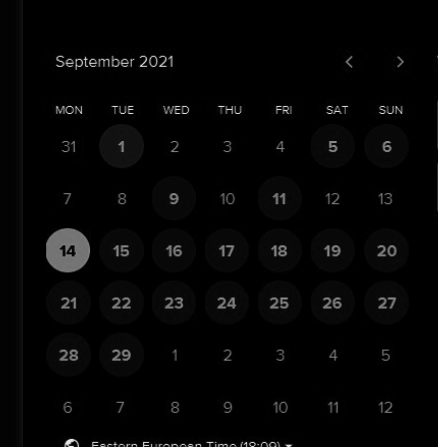 September 2021
MON TUE WED THU FRI SAT SUN
31 1 2 3 4 5 6
7 8 9 10 11 12 13
14 15 16 17 18 19 20
21 22 23 24 25 26 27
28 29 1 2 3 4 5
6 7 8 9 10 11 12
Eastern European Time (18:09)